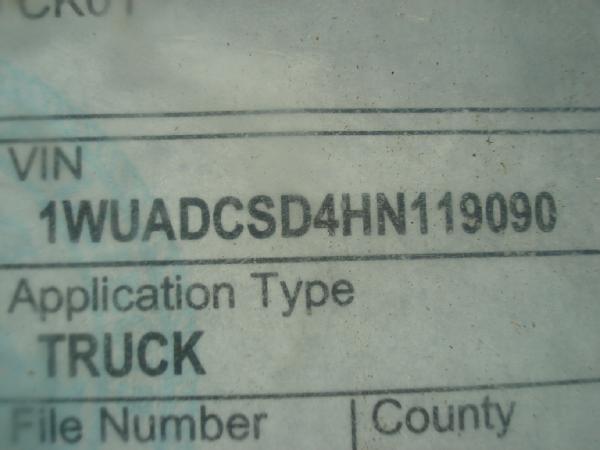 VIN
1WUADCSD4HN119090
Application Type
TRUCK
File Number County